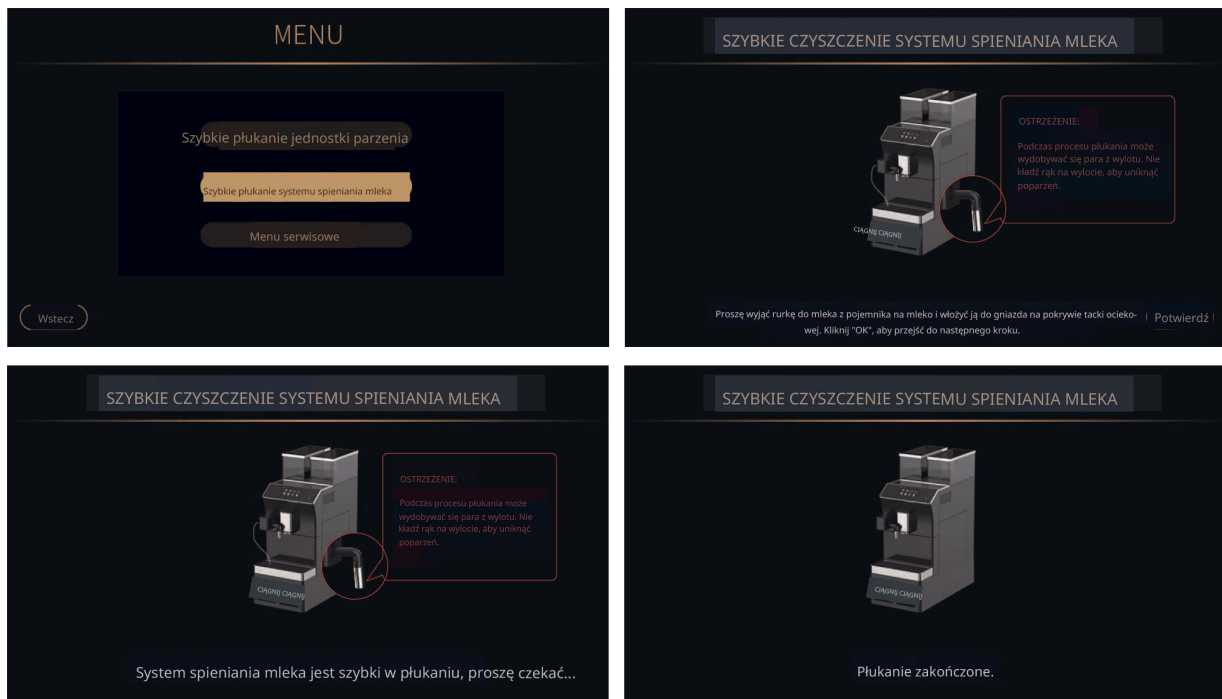 MENU
Szybkie płukanie jednostki parzenia
Szybkie płukanie systemu spieniania mleka
Menu serwisowe
Wstecz
SZYBKIE CZYSZCZENIE SYSTEMU SPIENIANIA MLEKA
OSTRZEŻENIE:
Podczas procesu płukania może
wydobywać się para z wylotu. Nie
kładź rąk na wylocie, aby uniknąć
poparzeń.
CIĄGNIJ CIĄGNIJ
Proszę wyjąć rurkę do mleka z pojemnika na mleko i włożyć ją do gniazda na pokrywie tacki ocieko-
wej. Kliknij "OK", aby przejść do następnego kroku.
Potwierdź
SZYBKIE CZYSZCZENIE SYSTEMU SPIENIANIA MLEKA
OSTRZEŻENIE:
Podczas procesu płukania może
wydobywać się para z wylotu. Nie
kładź rąk na wylocie, aby uniknąć
poparzeń.
CIĄGNIJ CIĄGNIJ
System spieniania mleka jest szybki w płukaniu, proszę czekać...
SZYBKIE CZYSZCZENIE SYSTEMU SPIENIANIA MLEKA
CIĄGNIJ CIĄGNIJ
Płukanie zakończone.